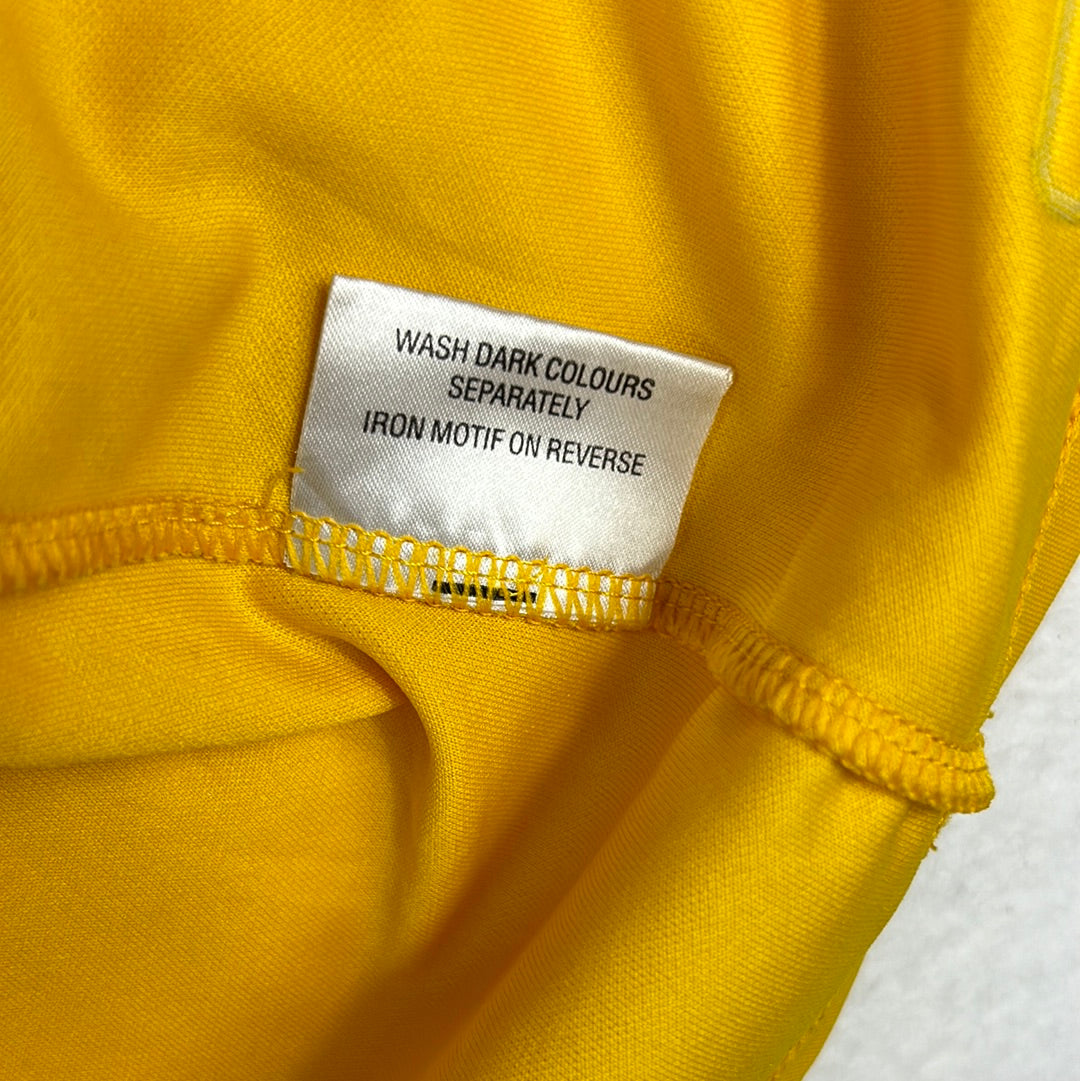 WASH DARK COLOURS
SEPARATELY
IRON MOTIF ON REVERSE